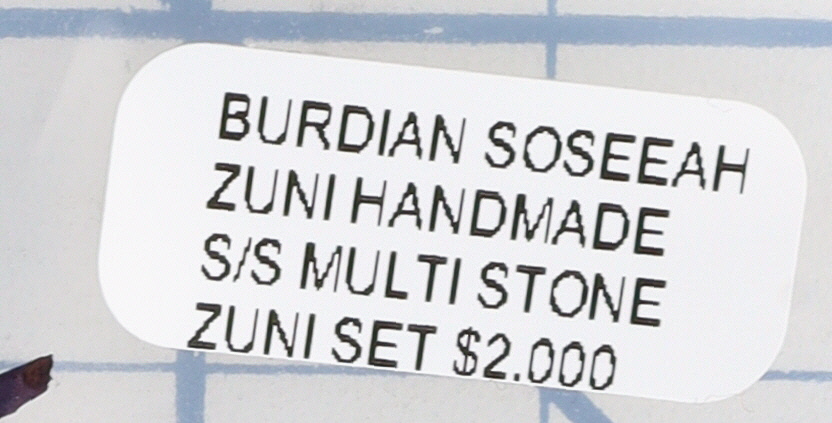 BURDIAN SOSEEAH
ZUNI HANDMADE
S/S MULTI STONE
ZUNI SET $2.000